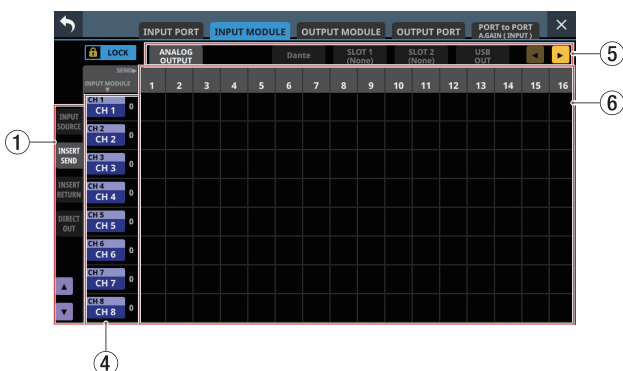 INPUT PORT INPUT MODULE OUTPUT MODULE OUTPUT PORT PORT to PORT
A.GAIN ( INPUT )
LOCK
ANALOG
OUTPUT
Dante
SLOT 1
(None)
SLOT 2
(None)
USB
OUT
5
SEND▶
INPUT MODULE
▼
1 2 3 4 5 6 7 8 9 10 11 12 13 14 15 16
6
1
INPUT
SOURCE
INSERT
SEND
INSERT
RETURN
DIRECT
OUT
CH 1
CH 1 0
CH 2
CH 2 0
CH 3
CH 3 0
CH 4
CH 4 0
CH 5
CH 5 0
CH 6
CH 6 0
CH 7
CH 7 0
CH 8
CH 8 0
4